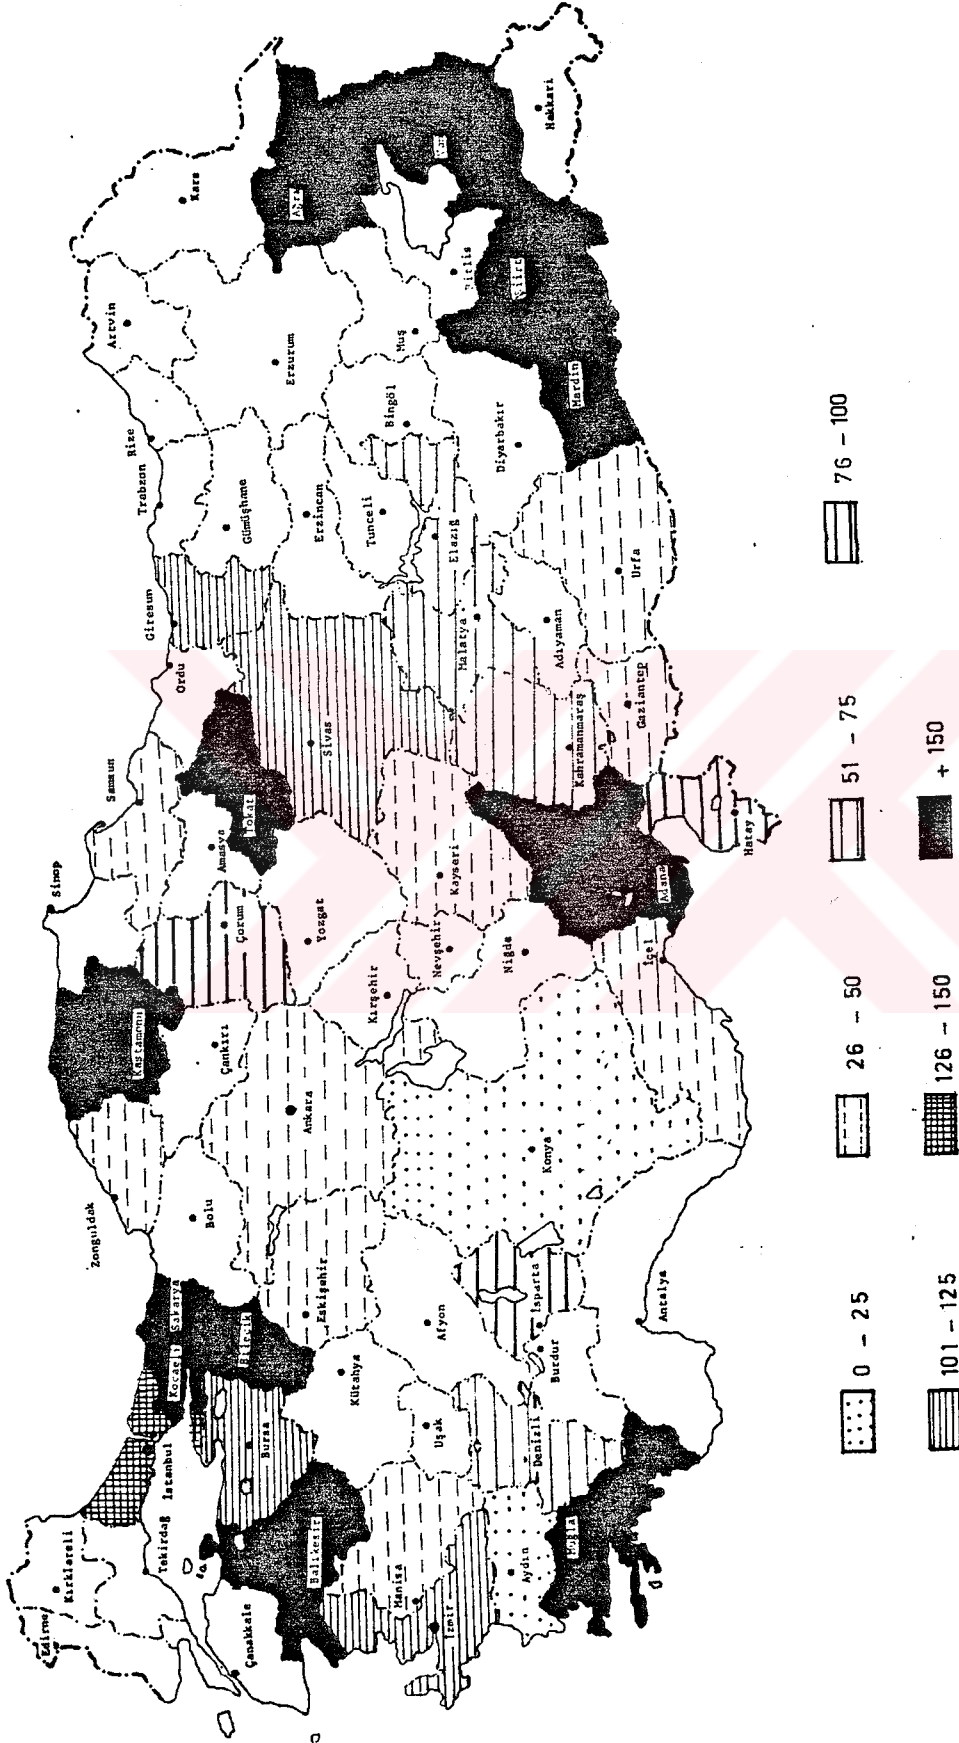 Edirne
Kırklareli
Tekirdağ
İstanbul
Çanakkale
Kocaeli
Sakarya
Bilecik
Bursa
Balıkesir
Zonguldak
Bolu
Kastamonu
Sinop
Çankırı
Samsun
Amasya
Çorum
Tokat
Ordu
Giresun
Trabzon
Rize
Artvin
Kars
Gümüşhane
Erzincan
Erzurum
Ağrı
Manisa
İzmir
Uşak
Kütahya
Eskişehir
Afyon
Ankara
Kırşehir
Yozgat
Nevşehir
Kayseri
Niğde
Sivas
Malatya
Elazığ
Tunceli
Bingöl
Muş
Bitlis
Van
Hakkari
Siirt
Mardin
Diyarbakır
Urfa
Adıyaman
Gaziantep
Kahramanmaraş
Hatay
Adana
İçel
Konya
Isparta
Burdur
Antalya
Denizli
Aydın
Muğla
0 - 25
26 - 50
51 - 75
76 - 100
101 - 125
126 - 150
+ 150